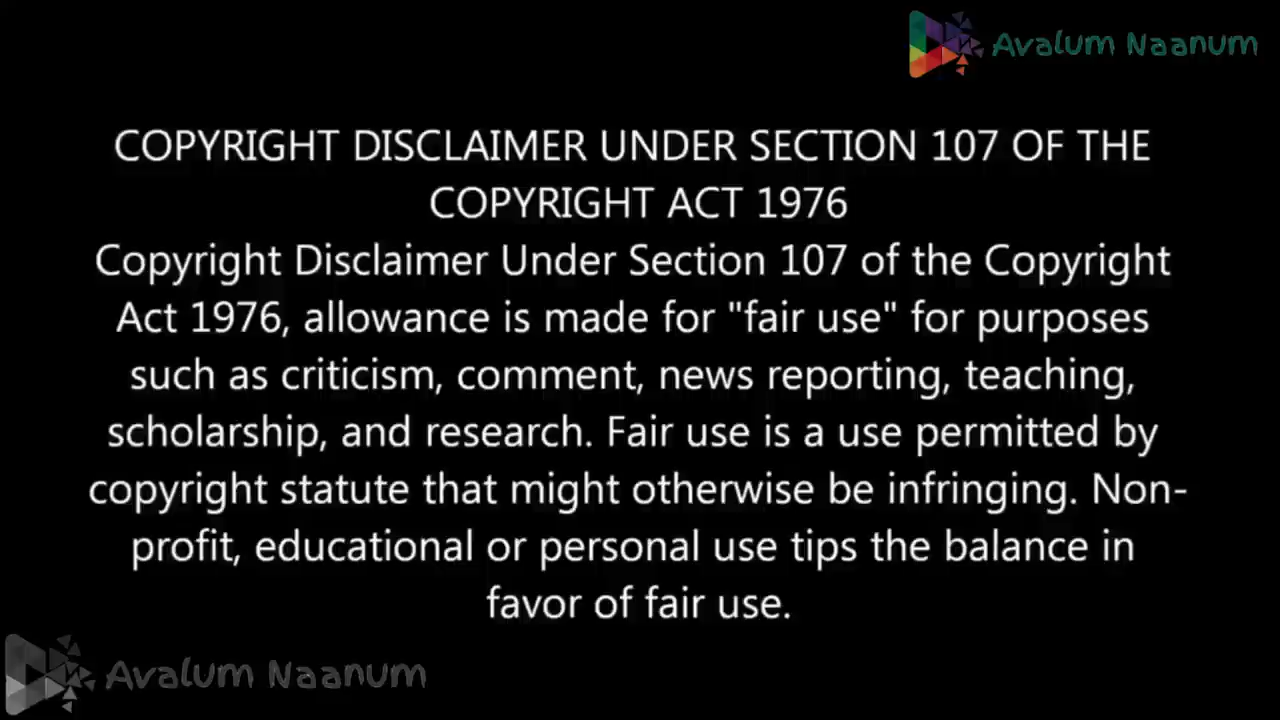 Avalum Naanum
COPYRIGHT DISCLAIMER UNDER SECTION 107 OF THE
COPYRIGHT ACT 1976
Copyright Disclaimer Under Section 107 of the Copyright
Act 1976, allowance is made for "fair use" for purposes
such as criticism, comment, news reporting, teaching,
scholarship, and research. Fair use is a use permitted by
copyright statute that might otherwise be infringing. Non-
profit, educational or personal use tips the balance in
favor of fair use.
Avalum Naanum